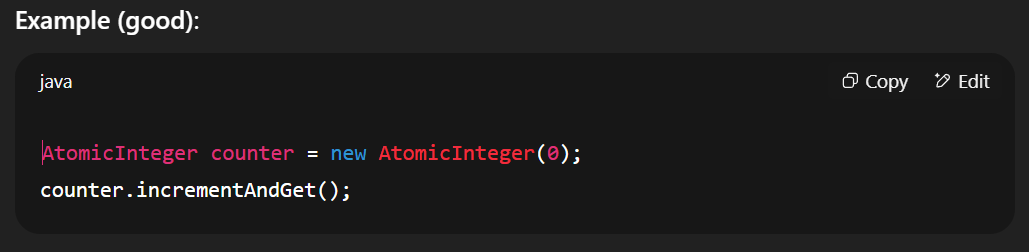 Example (good):
java
Copy
Edit
AtomicInteger counter = new AtomicInteger(0);
counter.incrementAndGet();